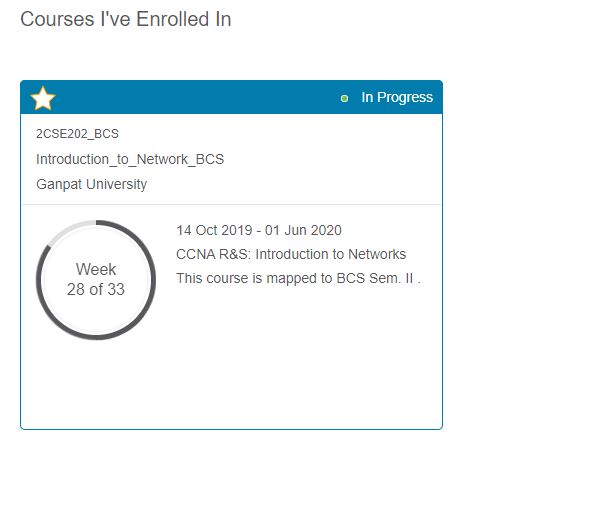 Courses I've Enrolled In
In Progress
2CSE202_BCS
Introduction_to_Network_BCS
Ganpat University
Week
28 of 33
14 Oct 2019 - 01 Jun 2020
CCNA R&S: Introduction to Networks
This course is mapped to BCS Sem. II .